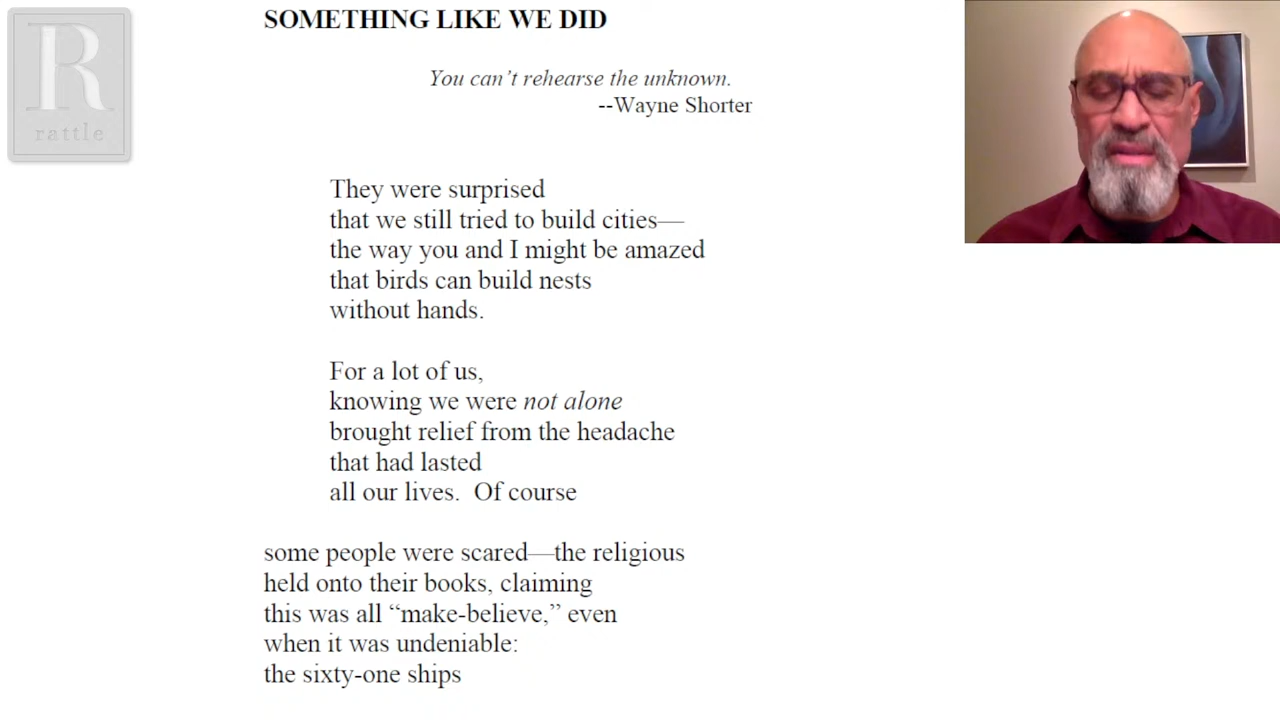 R
rattle
SOMETHING LIKE WE DID
You can’t rehearse the unknown.
--Wayne Shorter
They were surprised
that we still tried to build cities—
the way you and I might be amazed
that birds can build nests
without hands.
For a lot of us,
knowing we were not alone
brought relief from the headache
that had lasted
all our lives.  Of course
some people were scared—the religious
held onto their books, claiming
this was all “make-believe,” even
when it was undeniable:
the sixty-one ships